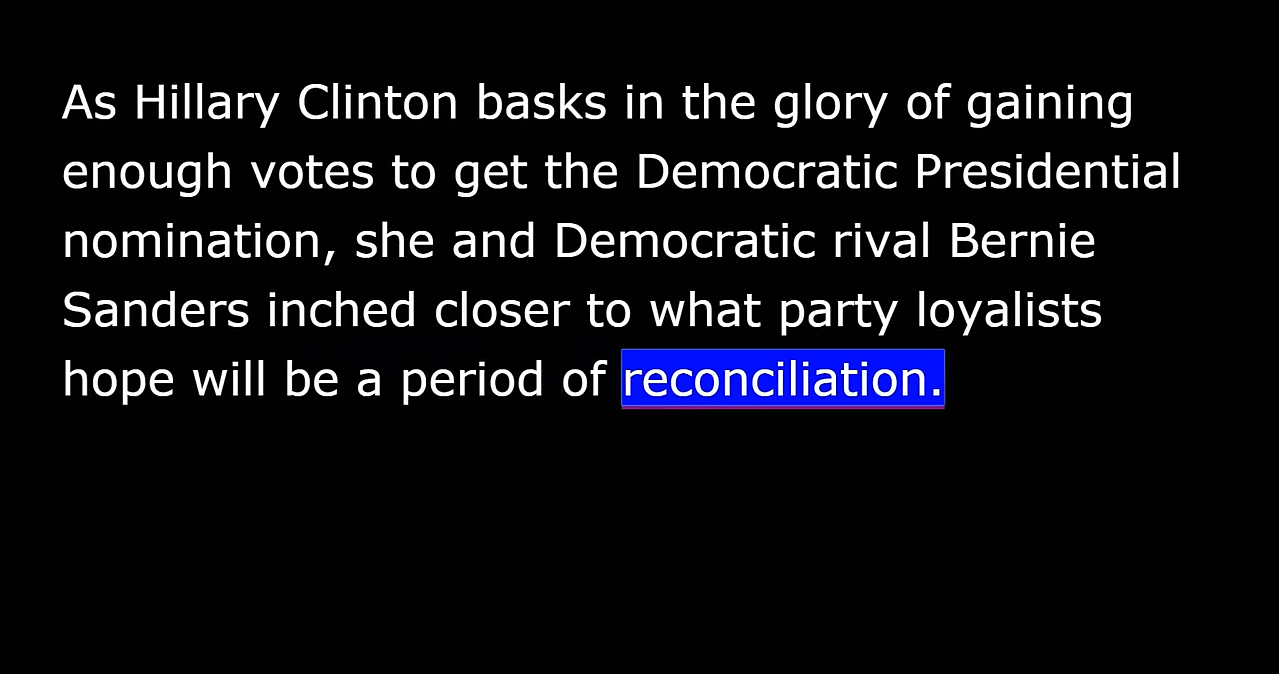 As Hillary Clinton basks in the glory of gaining
enough votes to get the Democratic Presidential
nomination, she and Democratic rival Bernie
Sanders inched closer to what party loyalists
hope will be a period of reconciliation.